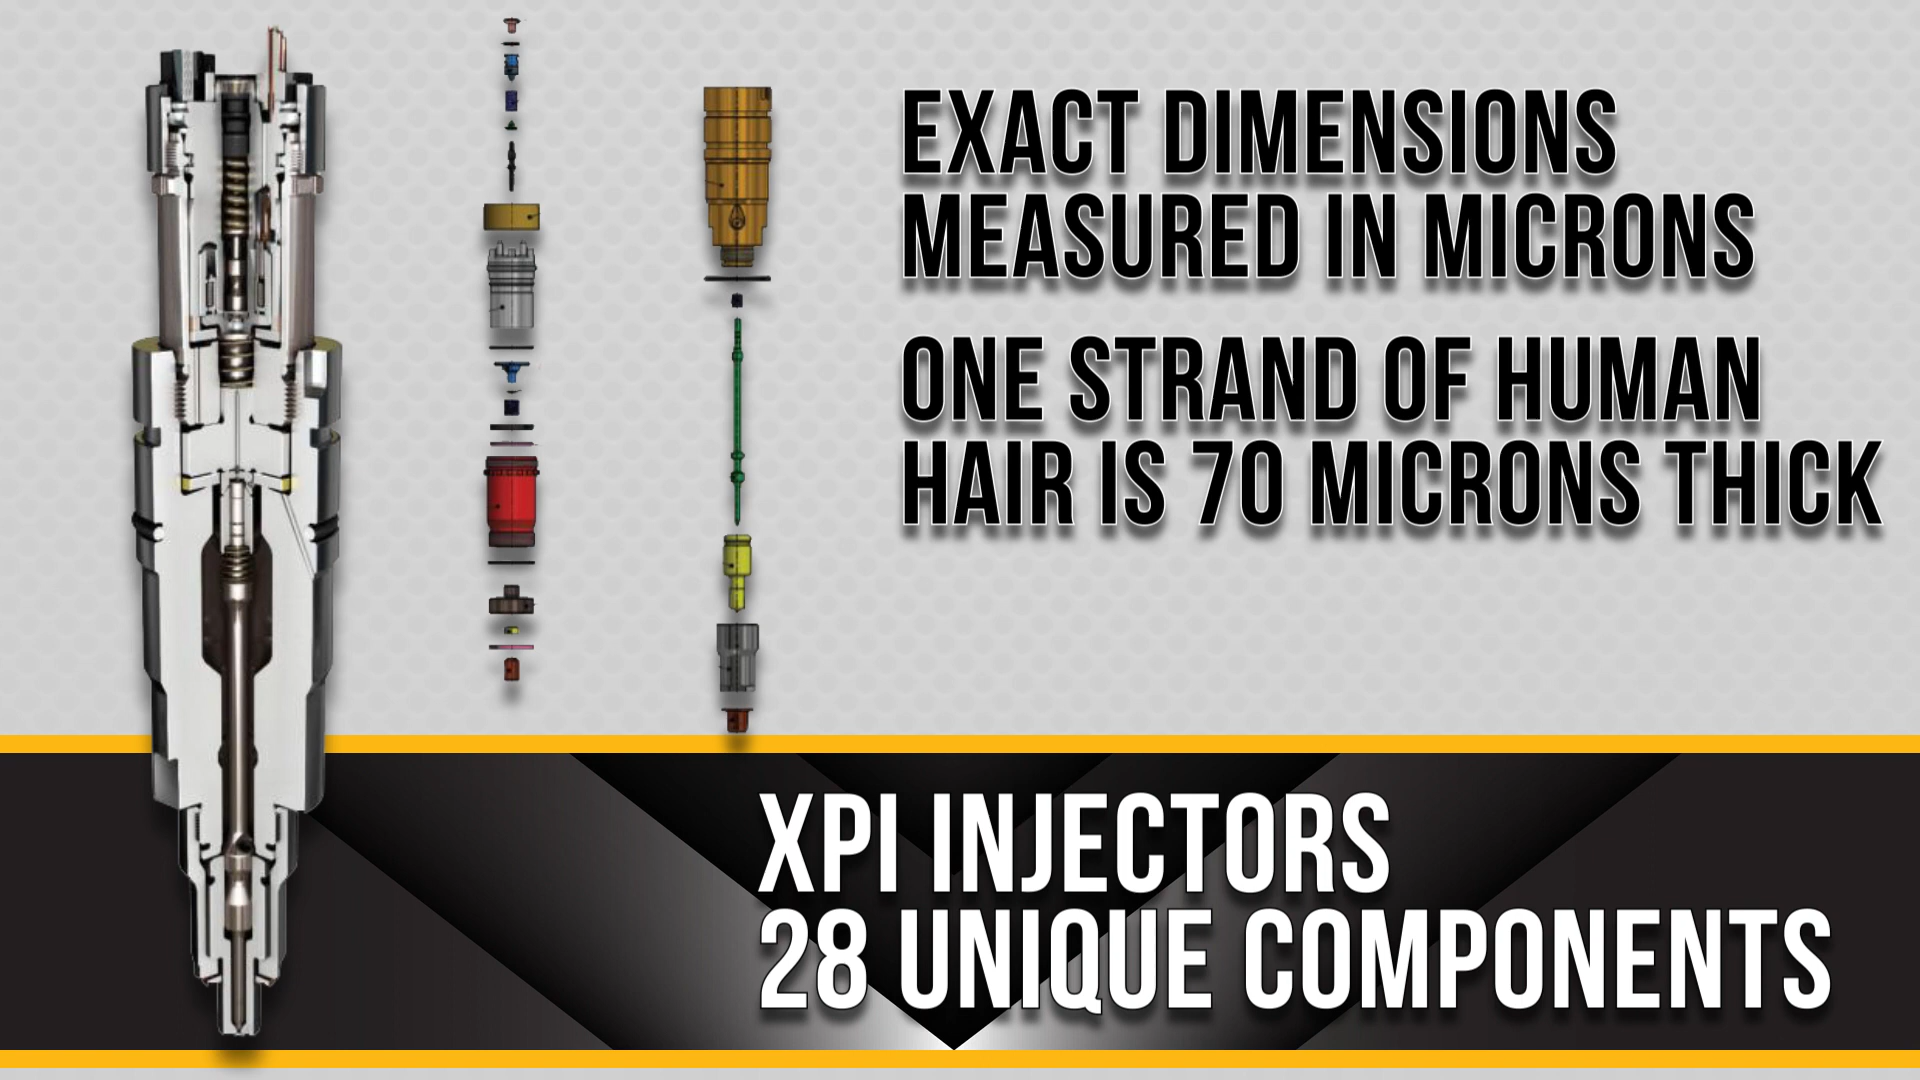 EXACT DIMENSIONS
MEASURED IN MICRONS
ONE STRAND OF HUMAN
HAIR IS 70 MICRONS THICK
XPI INJECTORS
28 UNIQUE COMPONENTS